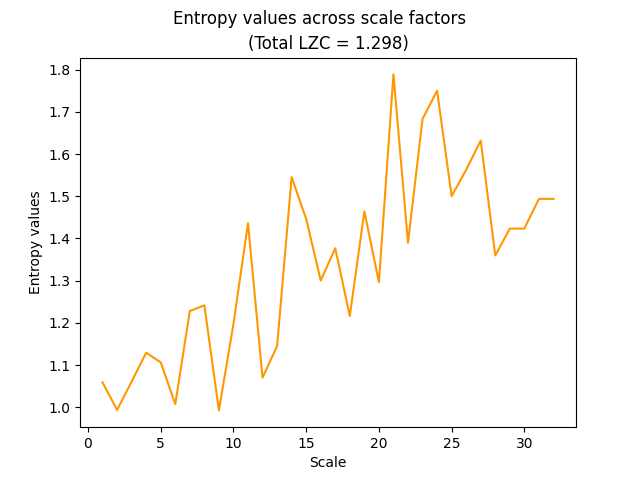 Entropy values across scale factors
(Total LZC = 1.298)
1.8
1.7
1.6
1.5
1.4
1.3
1.2
1.1
1.0
Entropy values
0 5 10 15 20 25 30
Scale